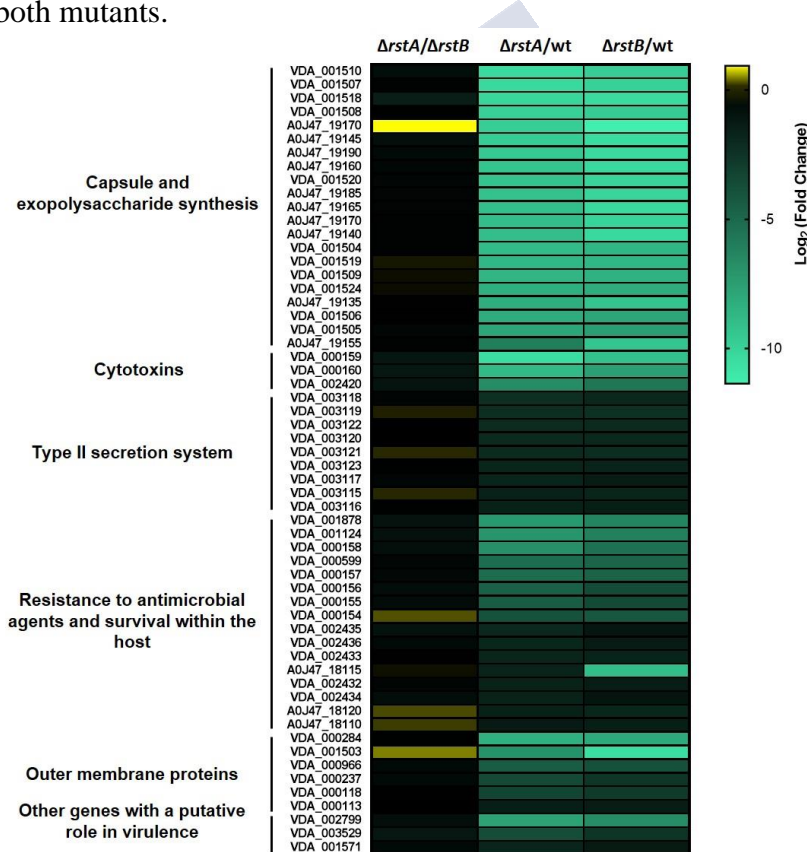 both mutants.
ΔrstA/ΔrstB ΔrstA/wt ΔrstB/wt
VDA_001510
VDA_001507
VDA_001518
VDA_001508
A0J47_19170
A0J47_19145
A0J47_19190
A0J47_19160
VDA_001520
A0J47_19185
A0J47_19165
A0J47_19170
A0J47_19140
VDA_001504
VDA_001519
VDA_001509
VDA_001524
A0J47_19135
VDA_001506
VDA_001505
A0J47_19155
Capsule and
exopolysaccharide synthesis
VDA_000159
VDA_000160
VDA_002420
Cytotoxins
VDA_003118
VDA_003119
VDA_003122
VDA_003120
VDA_003121
VDA_003123
VDA_003117
VDA_003115
VDA_003116
Type II secretion system
VDA_001878
VDA_001124
VDA_000158
VDA_000599
VDA_000157
VDA_000156
VDA_000155
VDA_000154
VDA_002435
VDA_002436
VDA_002433
A0J47_18115
VDA_002432
VDA_002434
A0J47_18120
A0J47_18110
Resistance to antimicrobial
agents and survival within the
host
VDA_000284
VDA_001503
VDA_000966
VDA_000237
VDA_000118
VDA_000113
Outer membrane proteins
VDA_002799
VDA_003529
VDA_001571
Other genes with a putative
role in virulence
0
-5
-10
Log2 (Fold Change)